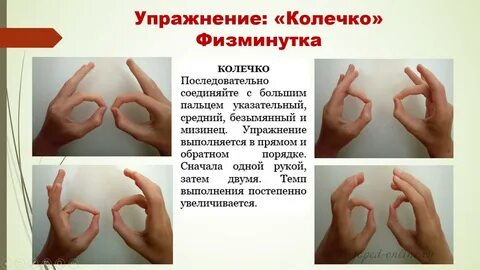 Упражнение: «Колечко»
Физминутка
КОЛЕЧКО
Последовательно
соединяйте с большим
пальцем указательный,
средний, безымянный и
мизинец. Упражнение
выполняется в прямом и
обратном порядке.
Сначала одной рукой,
затем двумя. Темп
выполнения постепенно
увеличивается.